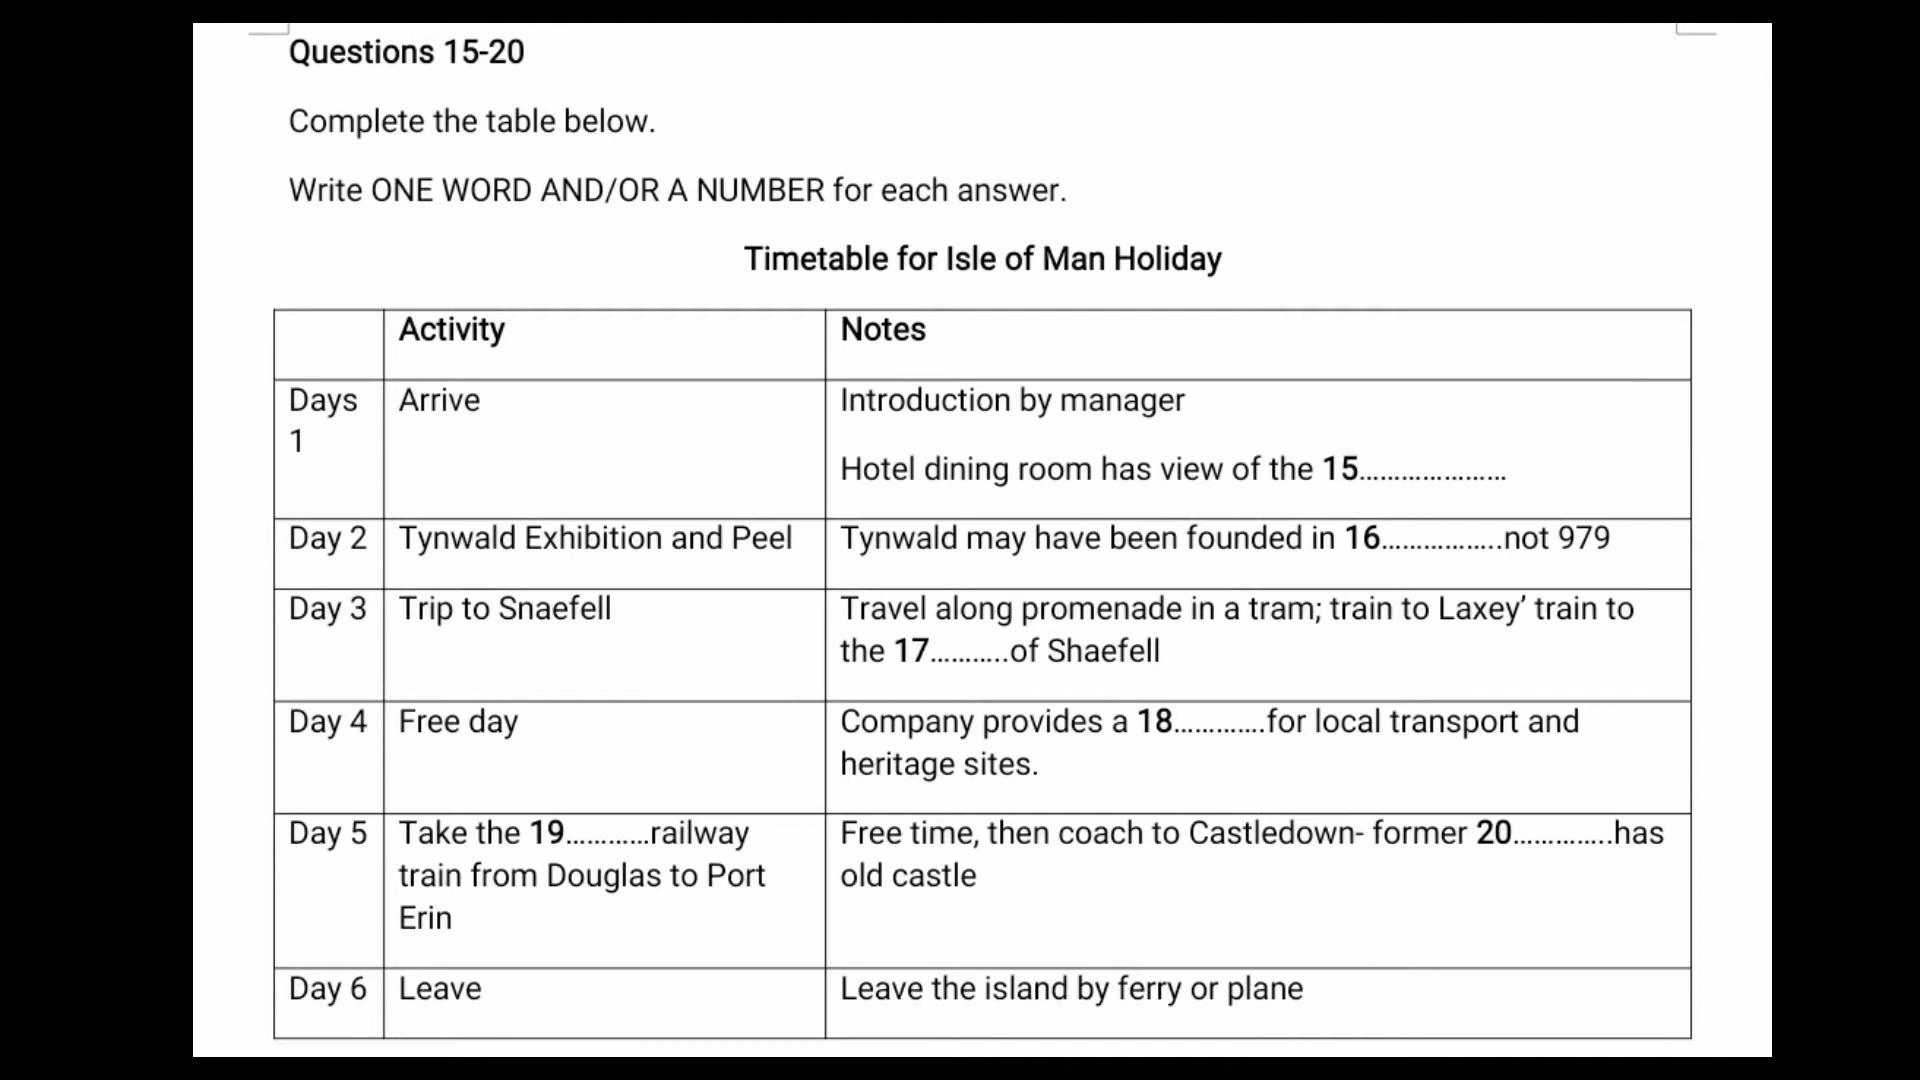 Questions 15-20
Complete the table below.
Write ONE WORD AND/OR A NUMBER for each answer.
Timetable for Isle of Man Holiday
Activity
Notes
Days
1
Arrive
Introduction by manager
Hotel dining room has view of the 15.....................
Day 2
Tynwald Exhibition and Peel
Tynwald may have been founded in 16.................not 979
Day 3
Trip to Snaefell
Travel along promenade in a tram; train to Laxey’ train to
the 17...........of Shaefell
Day 4
Free day
Company provides a 18.............for local transport and
heritage sites.
Day 5
Take the 19............railway
train from Douglas to Port
Erin
Free time, then coach to Castledown- former 20..............has
old castle
Day 6
Leave
Leave the island by ferry or plane